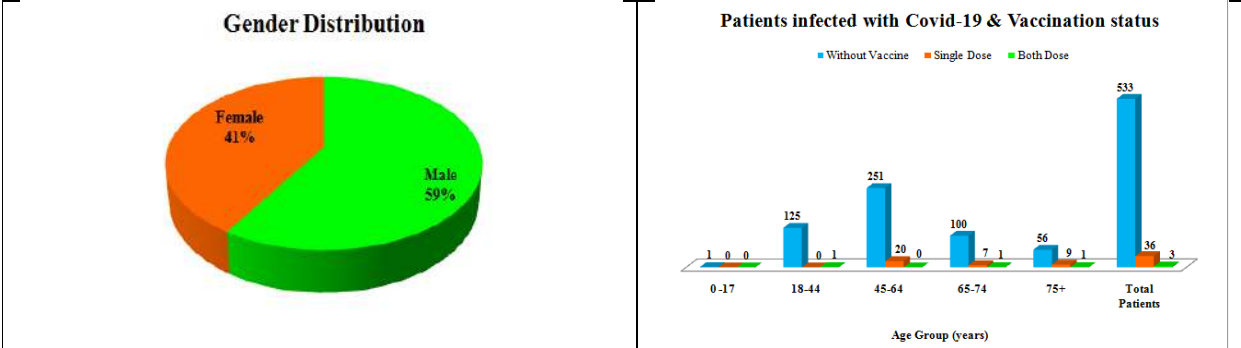 Gender Distribution
Female
41%
Male
59%
Patients infected with Covid-19 & Vaccination status
Without Vaccine Single Dose Both Dose
533
251
125
100
56
36
20
9
7
3
1 0 0
0 1
0
1
1
0-17 18-44 45-64 65-74 75+ Total
Patients
Age Group (years)